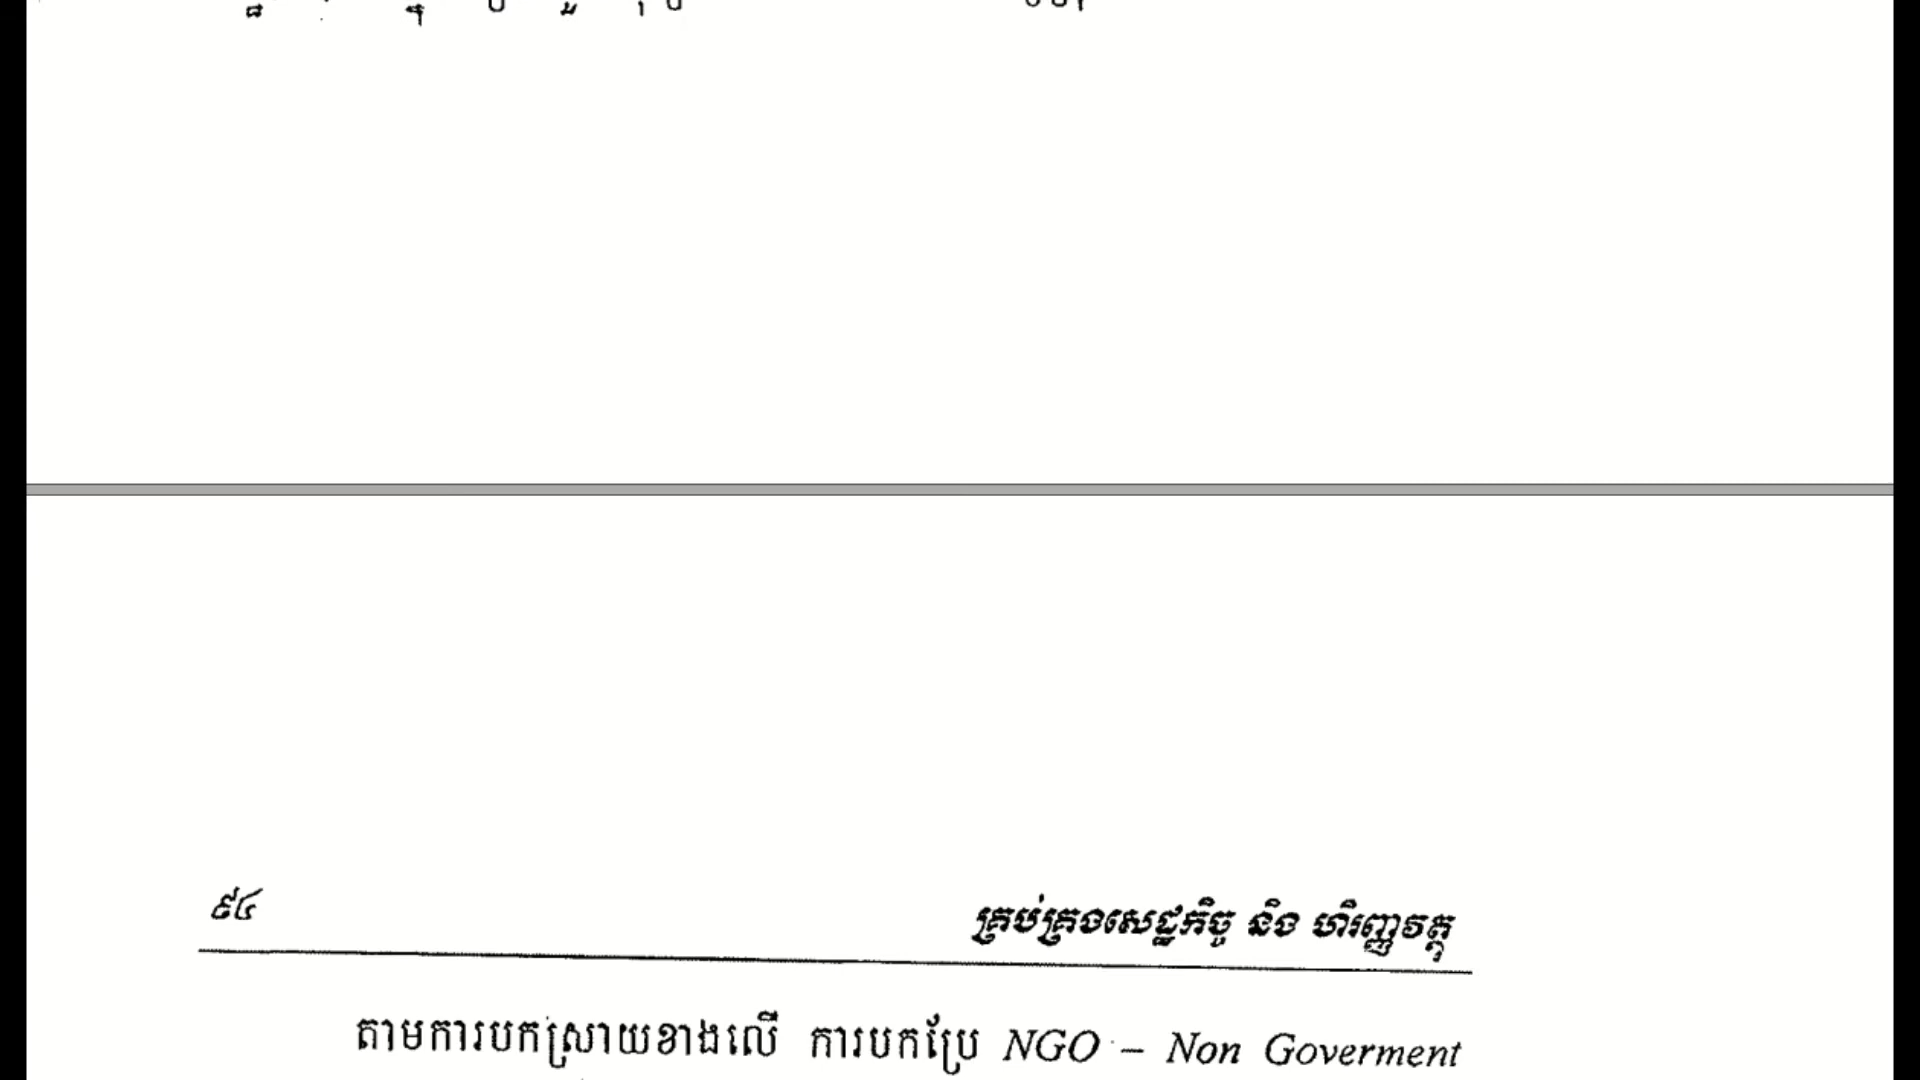 ៩៤
គ្រប់គ្រងសេដ្ឋកិច្ច និង ហិរញ្ញវត្ថុ
តាមការបកស្រាយខាងលើ ការបកប្រែ NGO – Non Goverment